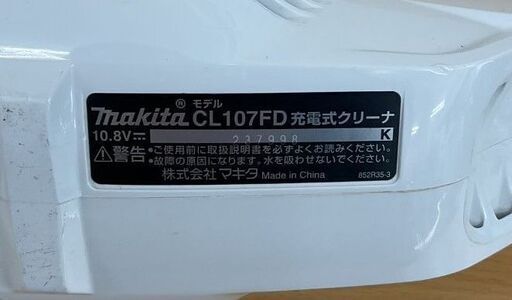 モデル
makita® CL107FD 充電式クリーナ
10.8V⎓ 237998 K
⚠警告 •ご使用前に取扱説明書を必ずよくお読みください。
•故障の原因になります。水を吸わせないでください。
株式会社マキタ Made in China 852R35-3